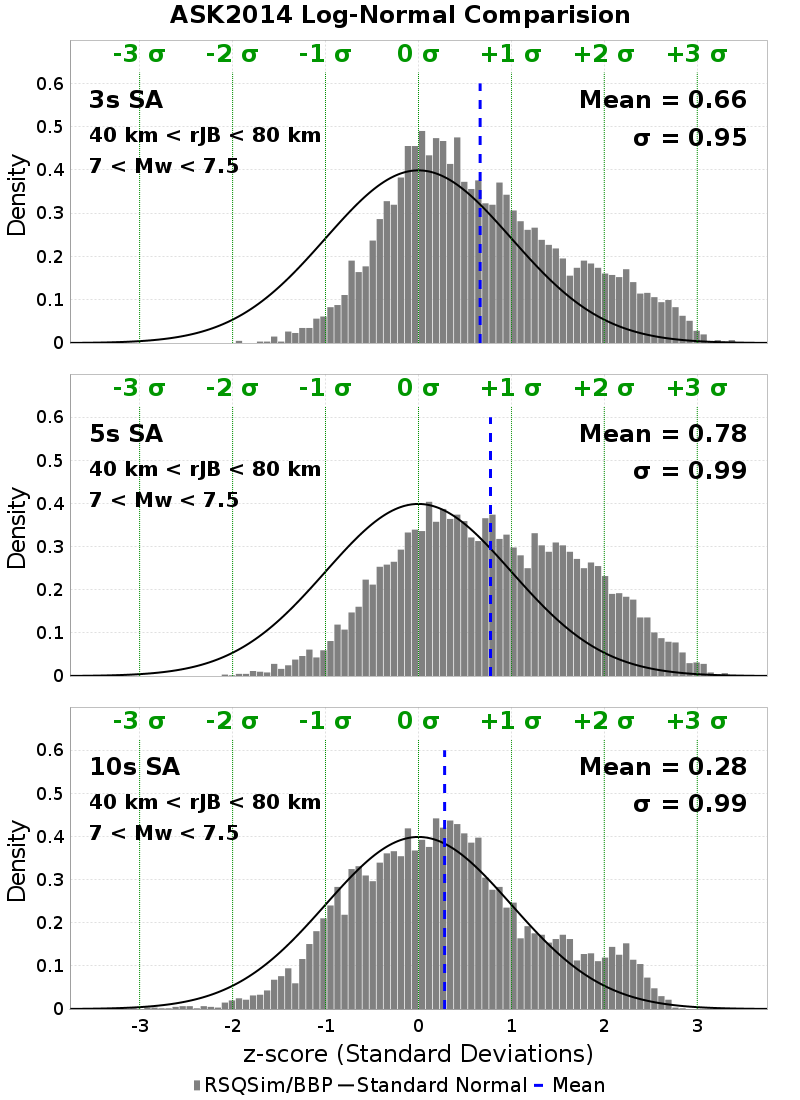 ASK2014 Log-Normal Comparision
-3 σ -2 σ -1 σ 0 σ +1 σ +2 σ +3 σ
0.6
3s SA Mean = 0.66
0.5
40 km < rJB < 80 km σ = 0.95
7 < Mw < 7.5
0.4
Density
0.3
0.2
0.1
0
-3 σ -2 σ -1 σ 0 σ +1 σ +2 σ +3 σ
0.6
5s SA Mean = 0.78
0.5
40 km < rJB < 80 km σ = 0.99
7 < Mw < 7.5
0.4
Density
0.3
0.2
0.1
0
-3 σ -2 σ -1 σ 0 σ +1 σ +2 σ +3 σ
0.6
10s SA Mean = 0.28
0.5
40 km < rJB < 80 km σ = 0.99
7 < Mw < 7.5
0.4
Density
0.3
0.2
0.1
0
-3 -2 -1 0 1 2 3
z-score (Standard Deviations)
RSQSim/BBP Standard Normal Mean